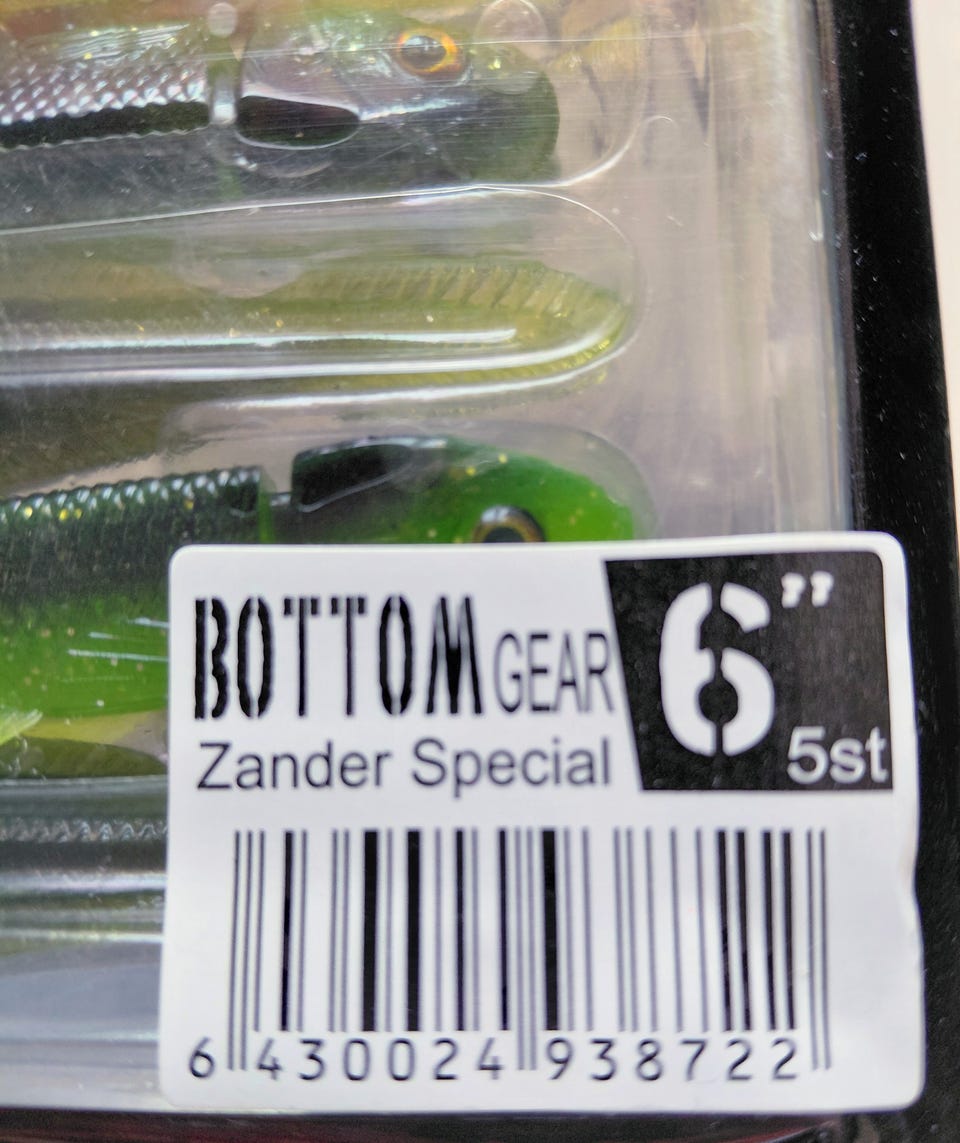 BOTTOM GEAR
Zander Special
6"
5st
6 430024 938722